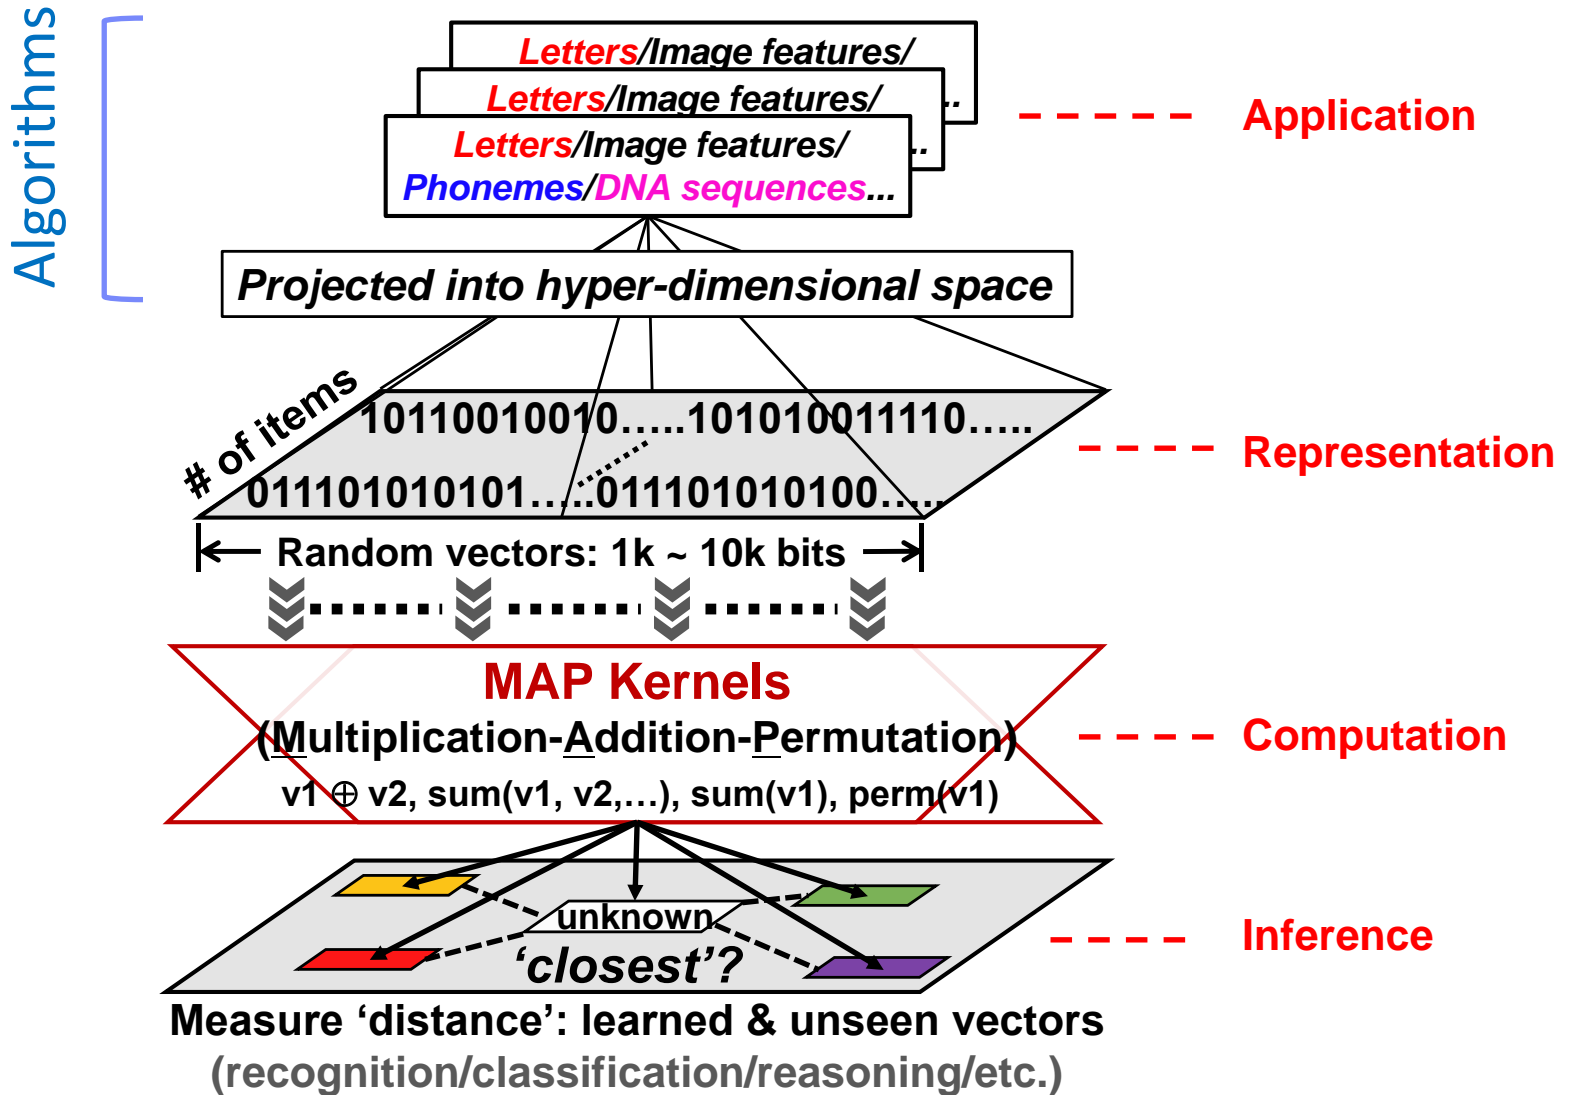 Algorithms
Letters/Image features/
Letters/Image features/
...
Letters/Image features/
...
Phonemes/DNA sequences...
Application
Projected into hyper-dimensional space
# of items
10110010010…..101010011110…..
011101010101…..011101010100…..
Representation
Random vectors: 1k ~ 10k bits
MAP Kernels
(Multiplication-Addition-Permutation)
v1 ⊕ v2, sum(v1, v2,…), sum(v1), perm(v1)
Computation
unknown
‘closest’?
Inference
Measure ‘distance’: learned & unseen vectors
(recognition/classification/reasoning/etc.)